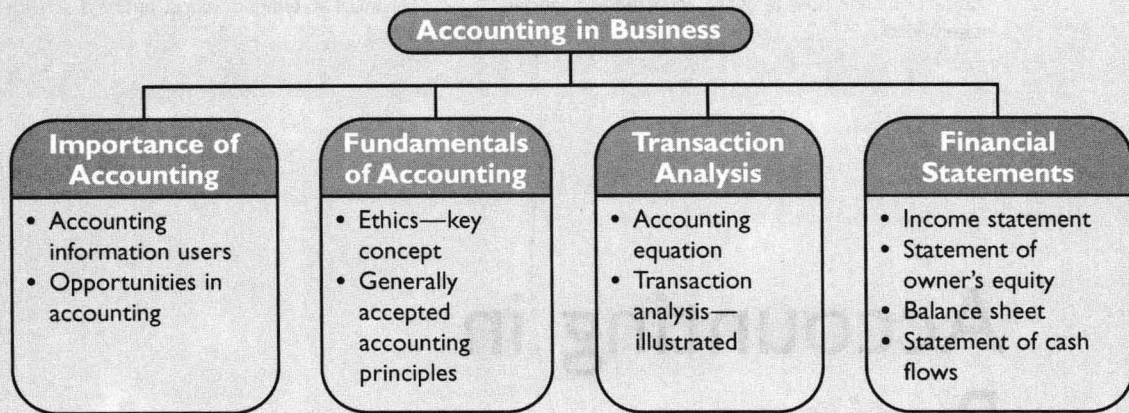 Accounting in Business
Importance of
Accounting
• Accounting
information users
• Opportunities in
accounting
Fundamentals
of Accounting
• Ethics—key
concept
• Generally
accepted
accounting
principles
Transaction
Analysis
• Accounting
equation
• Transaction
analysis—
illustrated
Financial
Statements
• Income statement
• Statement of
owner's equity
• Balance sheet
• Statement of cash
flows